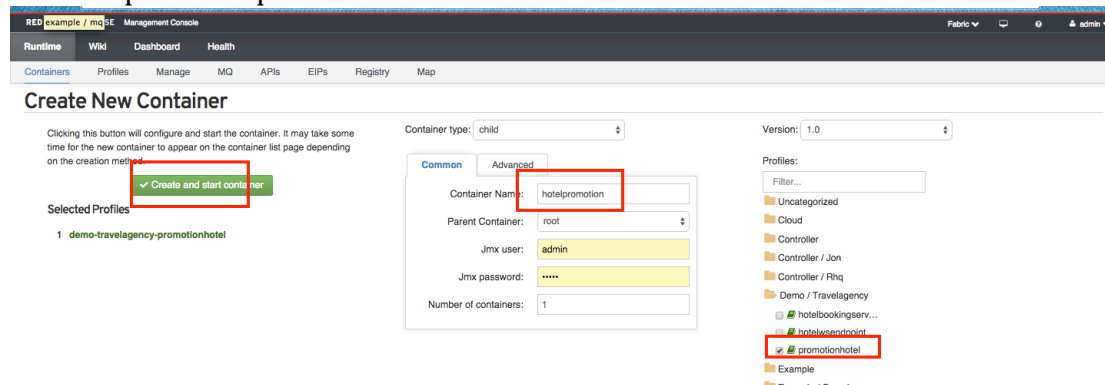 RED example / mq SE Management Console
Fabric
admin
Runtime Wiki Dashboard Health
Containers Profiles Manage MQ APIs EIPs Registry Map
Create New Container
Clicking this button will configure and start the container. It may take some
time for the new container to appear on the container list page depending
on the creation method.
Create and start container
Selected Profiles
1 demo-travelagency-promotionhotel
Container type: child
Common Advanced
Container Name: hotelpromotion
Parent Container: root
Jmx user: admin
Jmx password: •••••
Number of containers: 1
Version: 1.0
Profiles:
Filter...
Uncategorized
Cloud
Controller
Controller / Jon
Controller / Rhq
Demo / Travelagency
hotelbookingserv...
hotelwsendpoint
promotionhotel
Example